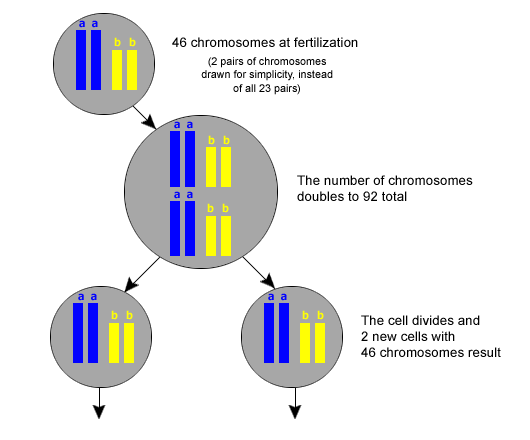 a a
b b
46 chromosomes at fertilization
(2 pairs of chromosomes
drawn for simplicity, instead
of all 23 pairs)
a a
b b
a a
b b
The number of chromosomes
doubles to 92 total
a a
b b
a a
b b
The cell divides and
2 new cells with
46 chromosomes result